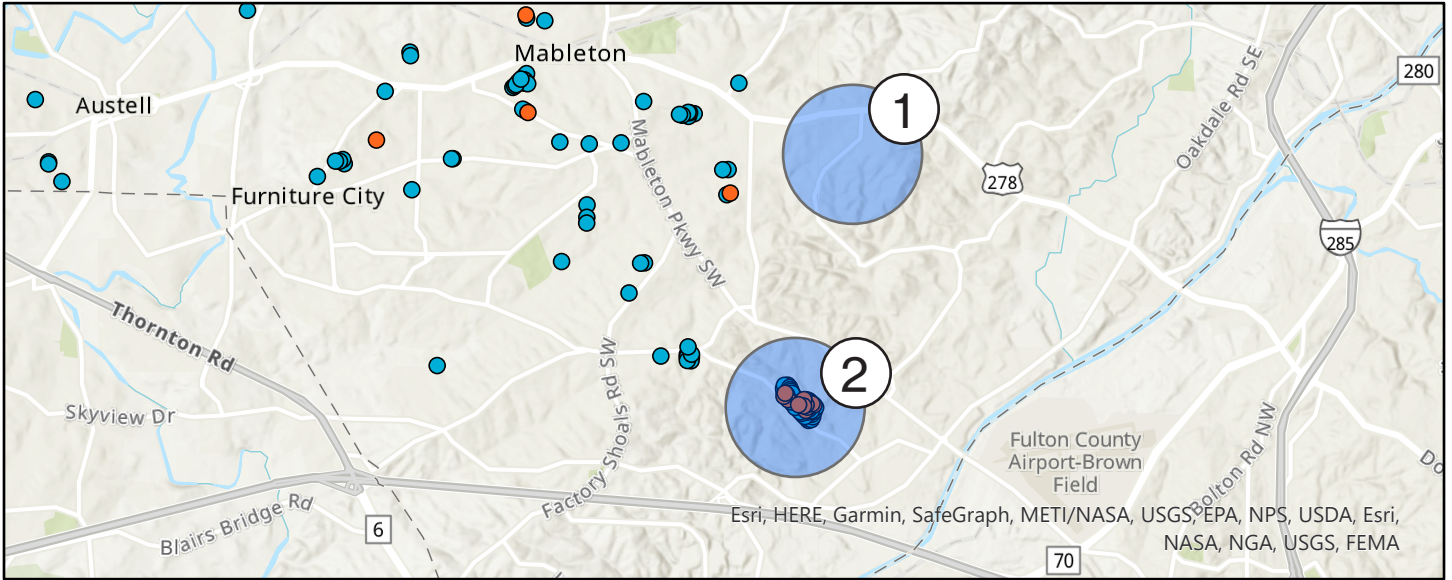 Mableton
280
Austell
1
Oakdale Rd SE
Mableton Pkwy SW
278
Furniture City
285
Thornton Rd
Factory Shoals Rd SW
2
Skyview Dr
Fulton County
Airport-Brown
Field
Bolton Rd NW
Do
Blairs Bridge Rd
6
Esri, HERE, Garmin, SafeGraph, METI/NASA, USGS, EPA, NPS, USDA, Esri,
NASA, NGA, USGS, FEMA
70